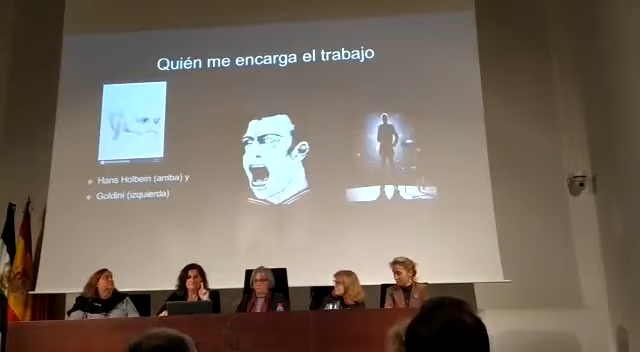 Quién me encarga el trabajo
Hans Holbein (arriba) y
Goldini (izquierda)